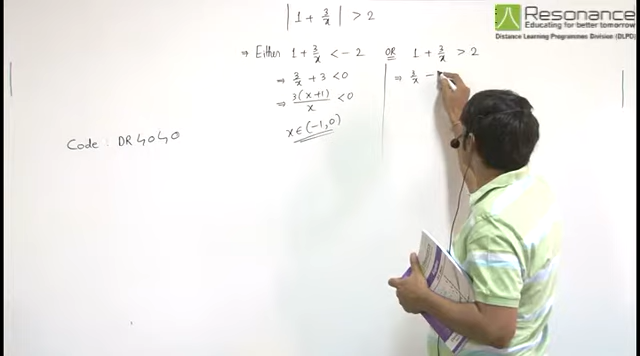 |1 + 3/x| > 2
Resonance
Educating for better tomorrow
Distance Learning Programmes Division (DLPD)
⇒ Either 1 + 3/x < -2 OR 1 + 3/x > 2
⇒ 3/x + 3 < 0
⇒ 3/x -
⇒ 3(x+1)/x < 0
x ∈ (-1, 0)
Code : DR4040